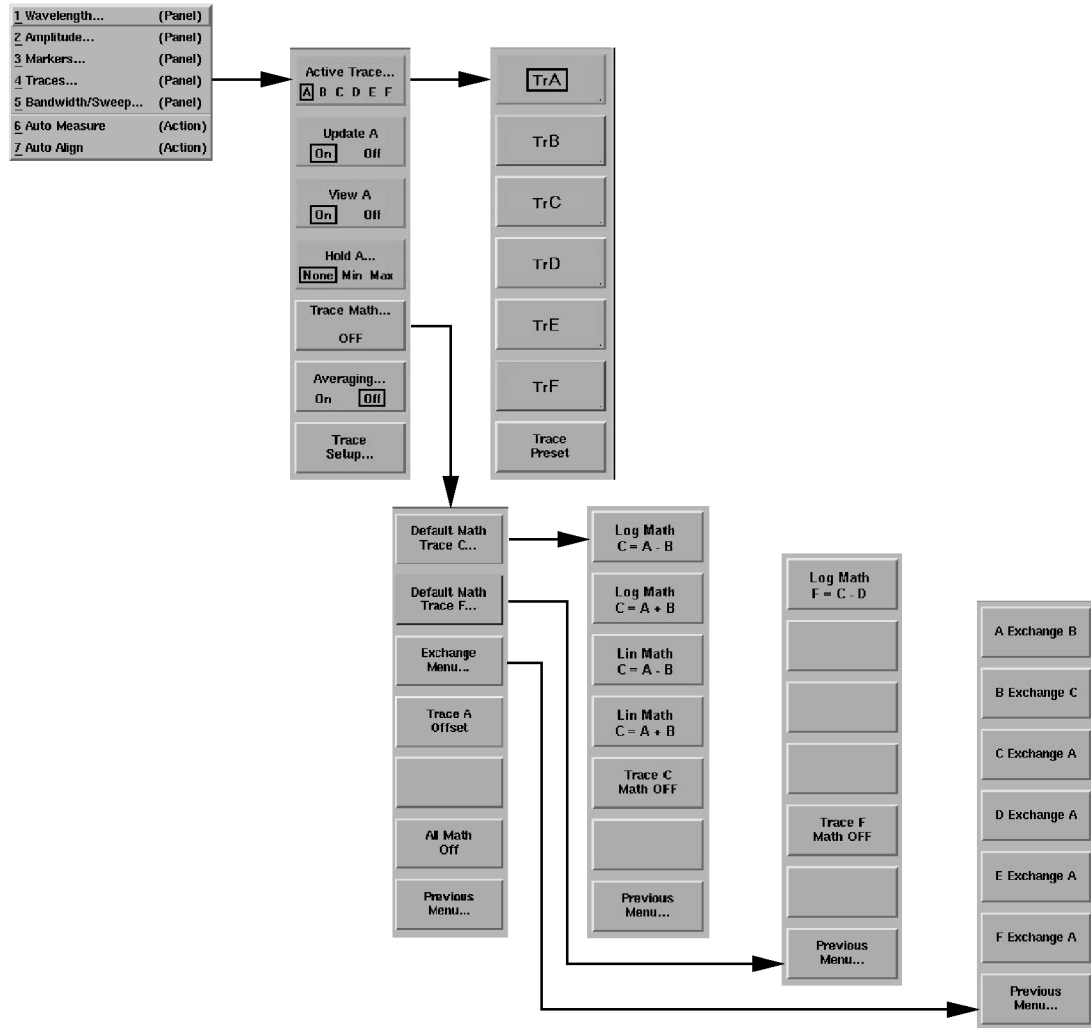 1 Wavelength... (Panel)
2 Amplitude... (Panel)
3 Markers... (Panel)
4 Traces... (Panel)
5 Bandwidth/Sweep... (Panel)
6 Auto Measure (Action)
7 Auto Align (Action)
Active Trace...
A B C D E F
Update A
On Off
View A
On Off
Hold A...
None Min Max
Trace Math...
OFF
Averaging...
On Off
Trace
Setup...
TrA
TrB
TrC
TrD
TrE
TrF
Trace
Preset
Default Math
Trace C...
Default Math
Trace F...
Exchange
Menu...
Trace A
Offset
All Math
Off
Previous
Menu...
Log Math
C = A - B
Log Math
C = A + B
Lin Math
C = A - B
Lin Math
C = A + B
Trace C
Math OFF
Previous
Menu...
Log Math
F = C - D
Trace F
Math OFF
Previous
Menu...
A Exchange B
B Exchange C
C Exchange A
D Exchange A
E Exchange A
F Exchange A
Previous
Menu...